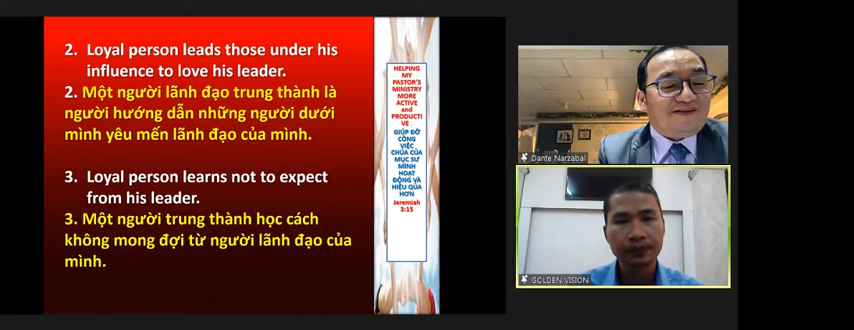 2. Loyal person leads those under his
influence to love his leader.
2. Một người lãnh đạo trung thành là
người hướng dẫn những người dưới
mình yêu mến lãnh đạo của mình.
3. Loyal person learns not to expect
from his leader.
3. Một người trung thành học cách
không mong đợi từ người lãnh đạo của
mình.
HELPING
MY
PASTOR'S
MINISTRY
MORE
ACTIVE
and
PRODUCTI
VE
GIÚP ĐỠ
CÔNG
VIỆC
CHÚA CỦA
MỤC SƯ
MÌNH
HOẠT
ĐỘNG VÀ
HIỆU QUẢ
HƠN
Jeremiah
3:15
Dante Narzabal
GOLDEN VISION